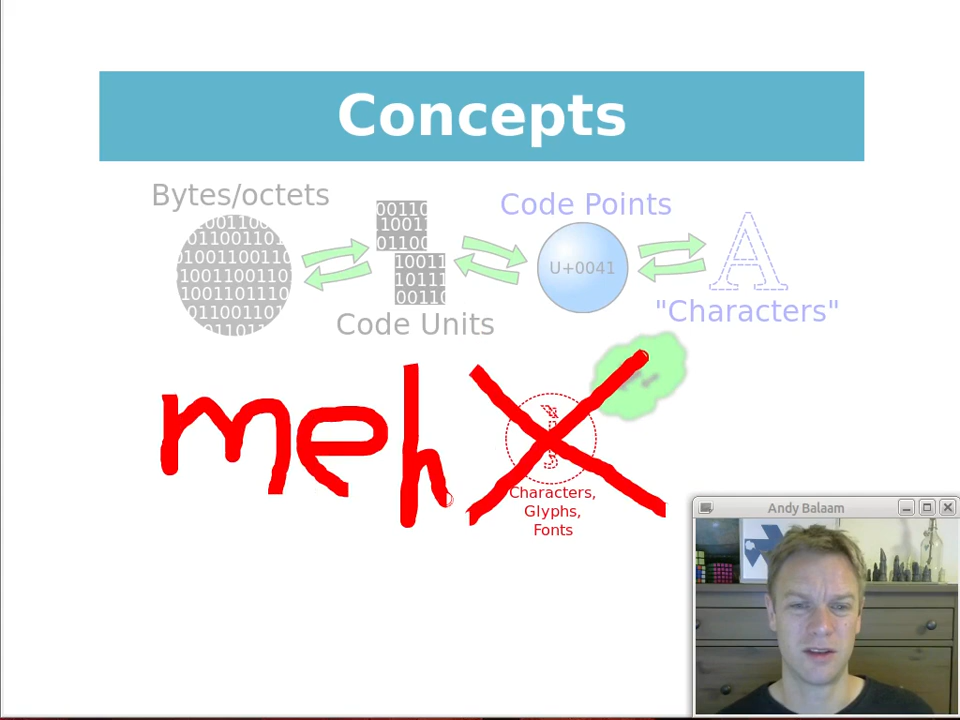 Concepts
Bytes/octets
Code Units
Code Points
U+0041
A
"Characters"
meh
Characters,
Glyphs,
Fonts
Andy Balaam